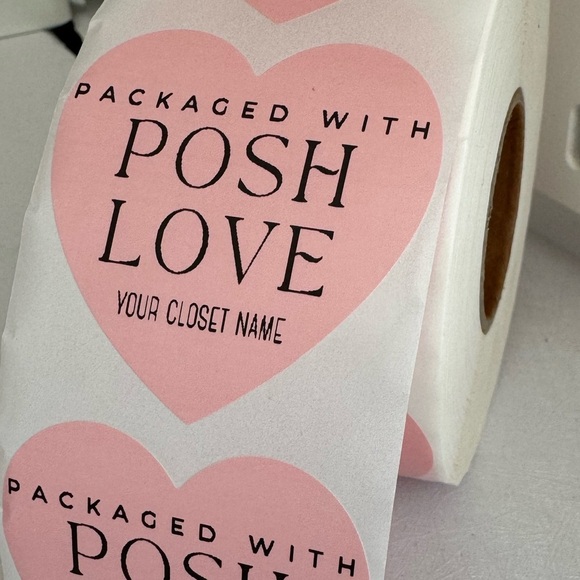 PACKAGED WITH
POSH
LOVE
YOUR CLOSET NAME
PACKAGED WITH
POSH